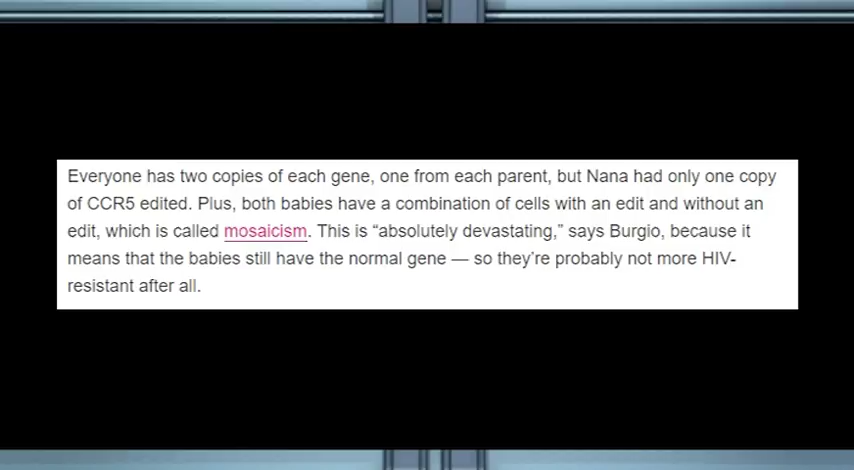 Everyone has two copies of each gene, one from each parent, but Nana had only one copy
of CCR5 edited. Plus, both babies have a combination of cells with an edit and without an
edit, which is called mosaicism. This is “absolutely devastating,” says Burgio, because it
means that the babies still have the normal gene — so they’re probably not more HIV-
resistant after all.